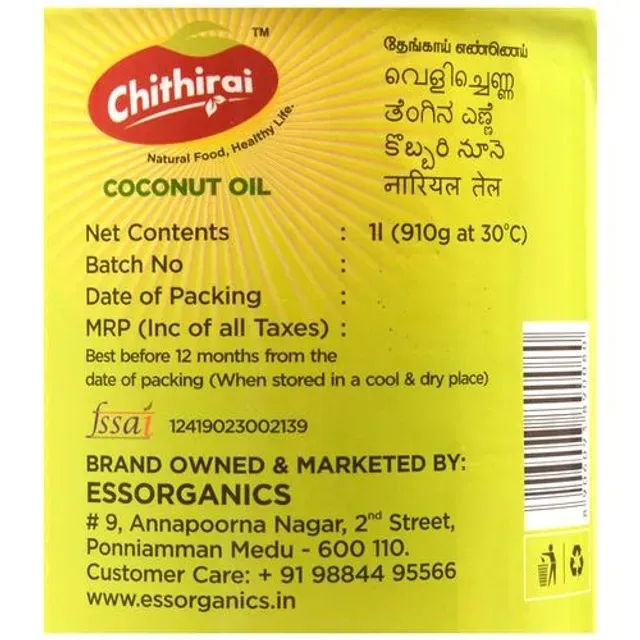 Chithirai
TM
Natural Food, Healthy Life.
COCONUT OIL
தேங்காய் எண்ணெய்
വെളിച്ചെണ്ണ
ತೆಂಗಿನ ಎಣ್ಣೆ
కొబ్బరి నూనె
नारियल तेल
Net Contents : 1l (910g at 30°C)
Batch No :
Date of Packing :
MRP (Inc of all Taxes) :
Best before 12 months from the
date of packing (When stored in a cool & dry place)
fssai 12419023002139
BRAND OWNED & MARKETED BY:
ESSORGANICS
# 9, Annapoorna Nagar, 2nd Street,
Ponniamman Medu - 600 110.
Customer Care: + 91 98844 95566
www.essorganics.in